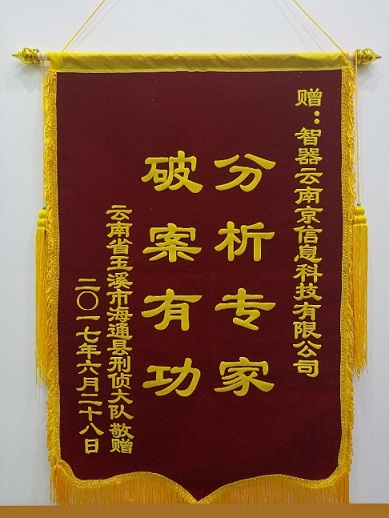 赠：智器云南京信息科技有限公司
分析专家
破案有功
云南省玉溪市海通县刑侦大队敬赠
二〇一七年六月二十八日